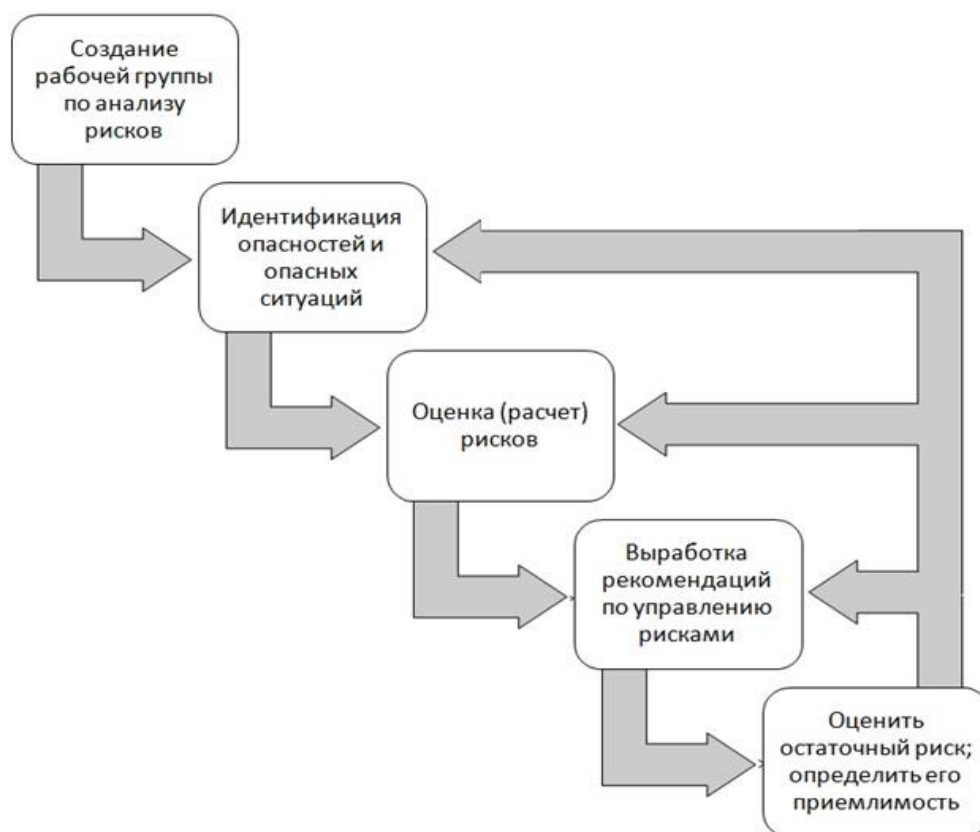 Создание
рабочей группы
по анализу
рисков
Идентификация
опасностей и
опасных
ситуаций
Оценка (расчет)
рисков
Выработка
рекомендаций
по управлению
рисками
Оценить
остаточный риск;
определить его
приемлимость